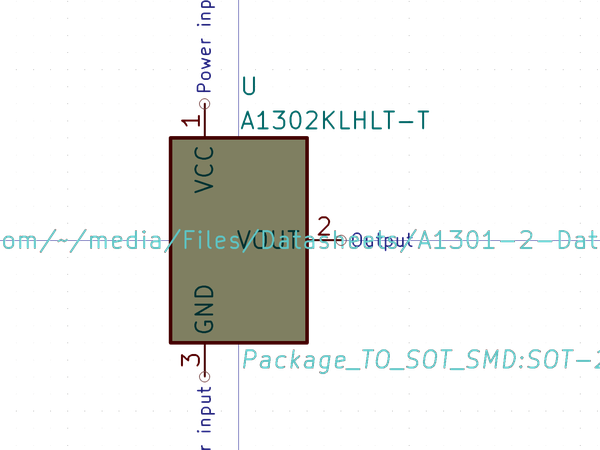 Power inp
U
1
A1302KLHLT-T
VCC
2
om/~/media/Files/Datasheets/A1301-2-Dat
VOUT
Output
GND
3
Package_TO_SOT_SMD:SOT-2
r input